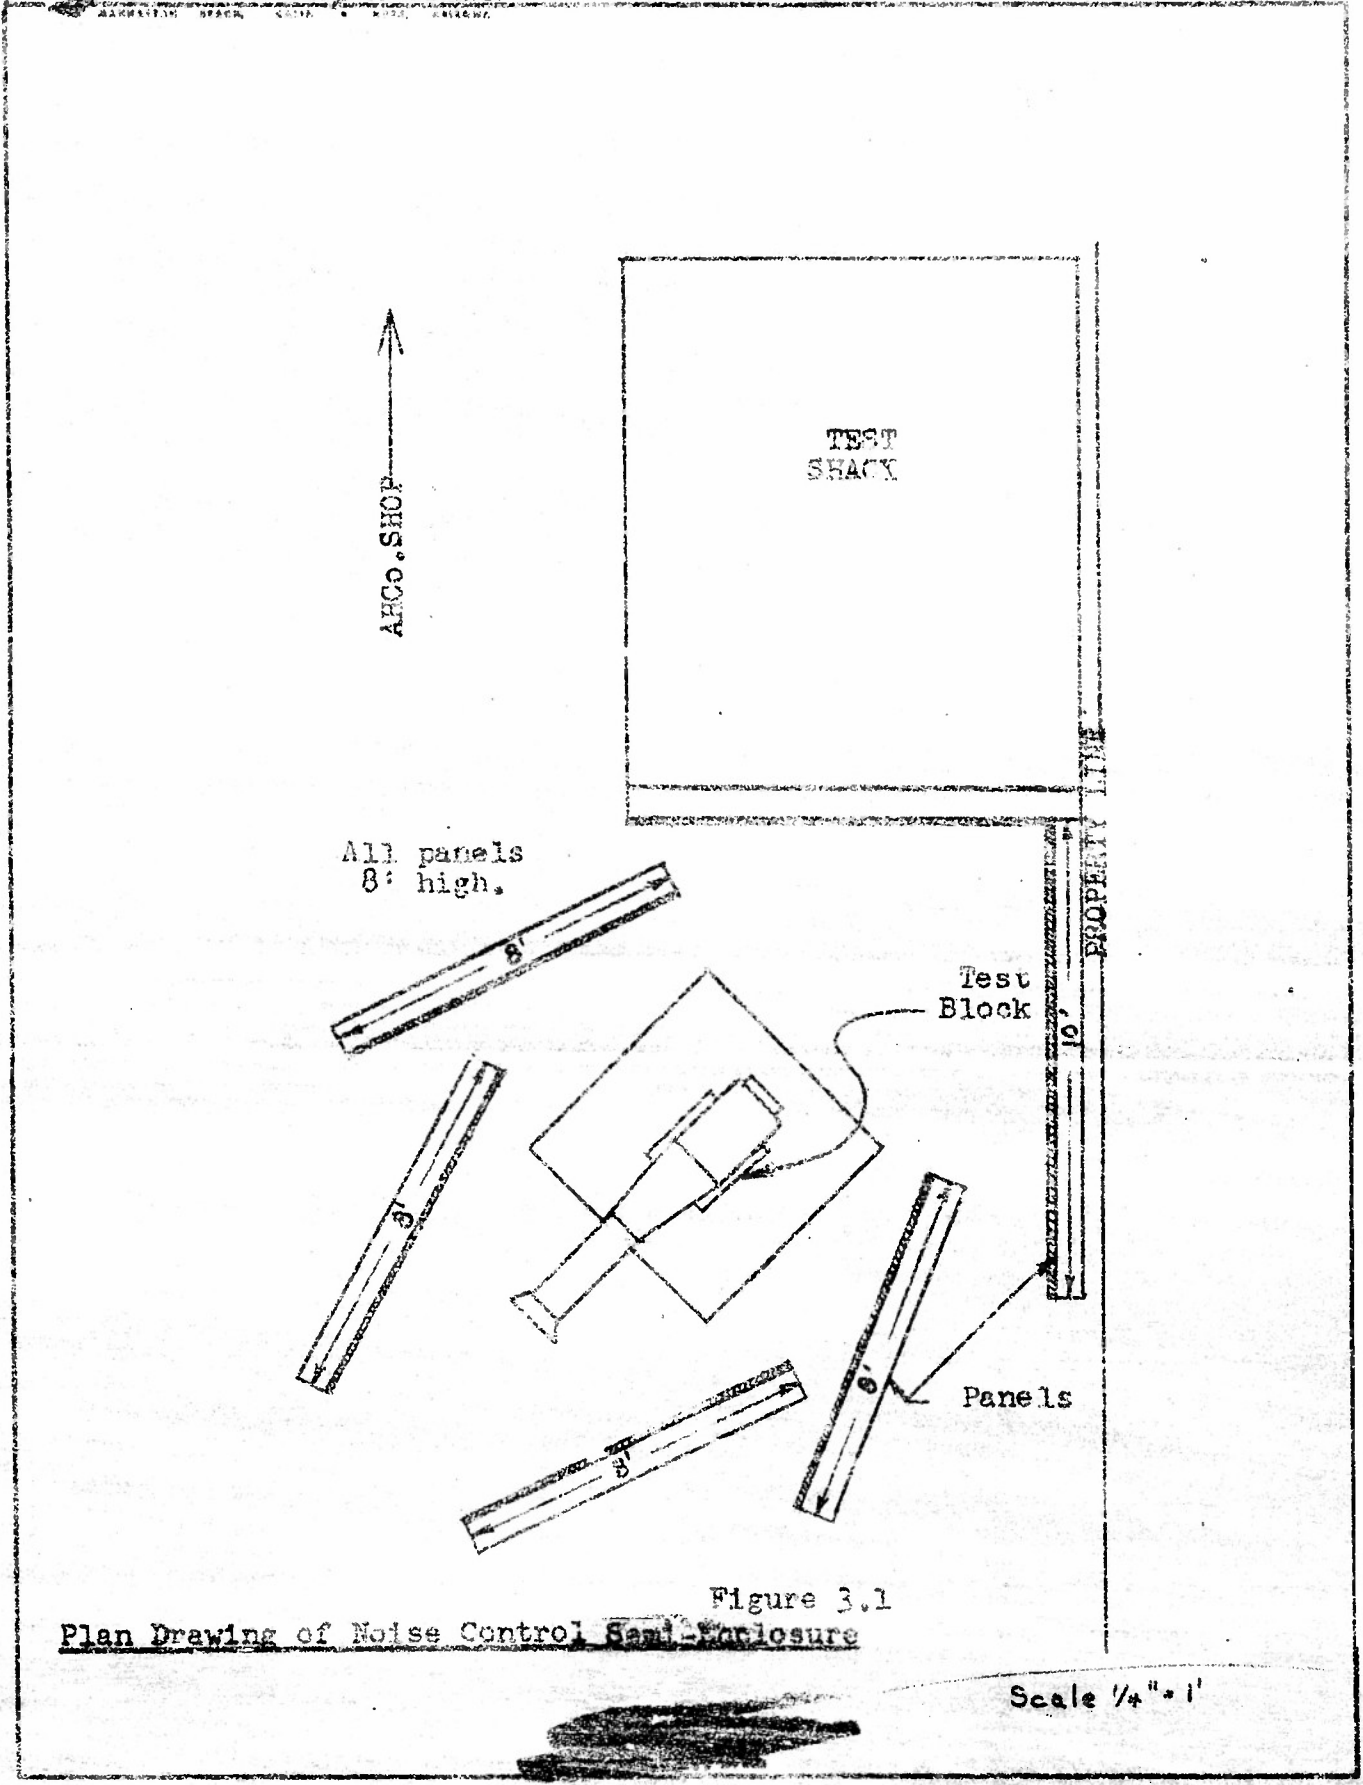 TEST
SHACK
AHCo.SHOP
PROPERTY LINE
All panels
8' high.
8'
Test
Block
10'
8'
8'
Panels
8'
Figure 3.1
Plan Drawing of Noise Control Semi-Enclosure
Scale 1/4" = 1'